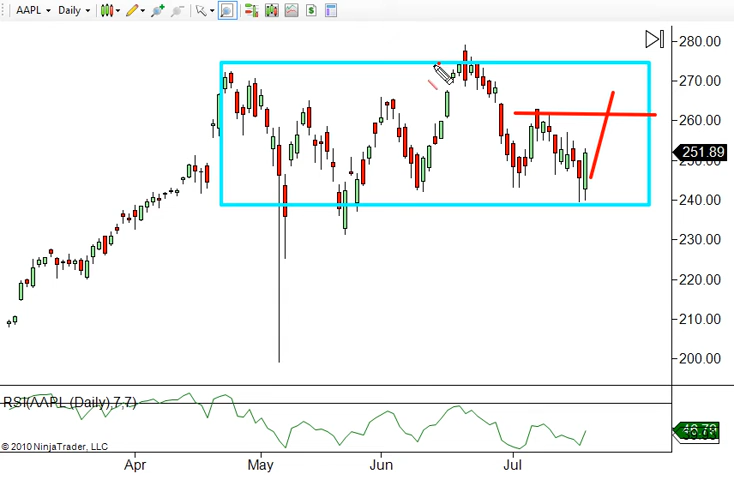 AAPL Daily
280.00
270.00
260.00
251.89
250.00
240.00
230.00
220.00
210.00
200.00
RSI(AAPL (Daily),7,7)
46.79
© 2010 NinjaTrader, LLC
Apr May Jun Jul